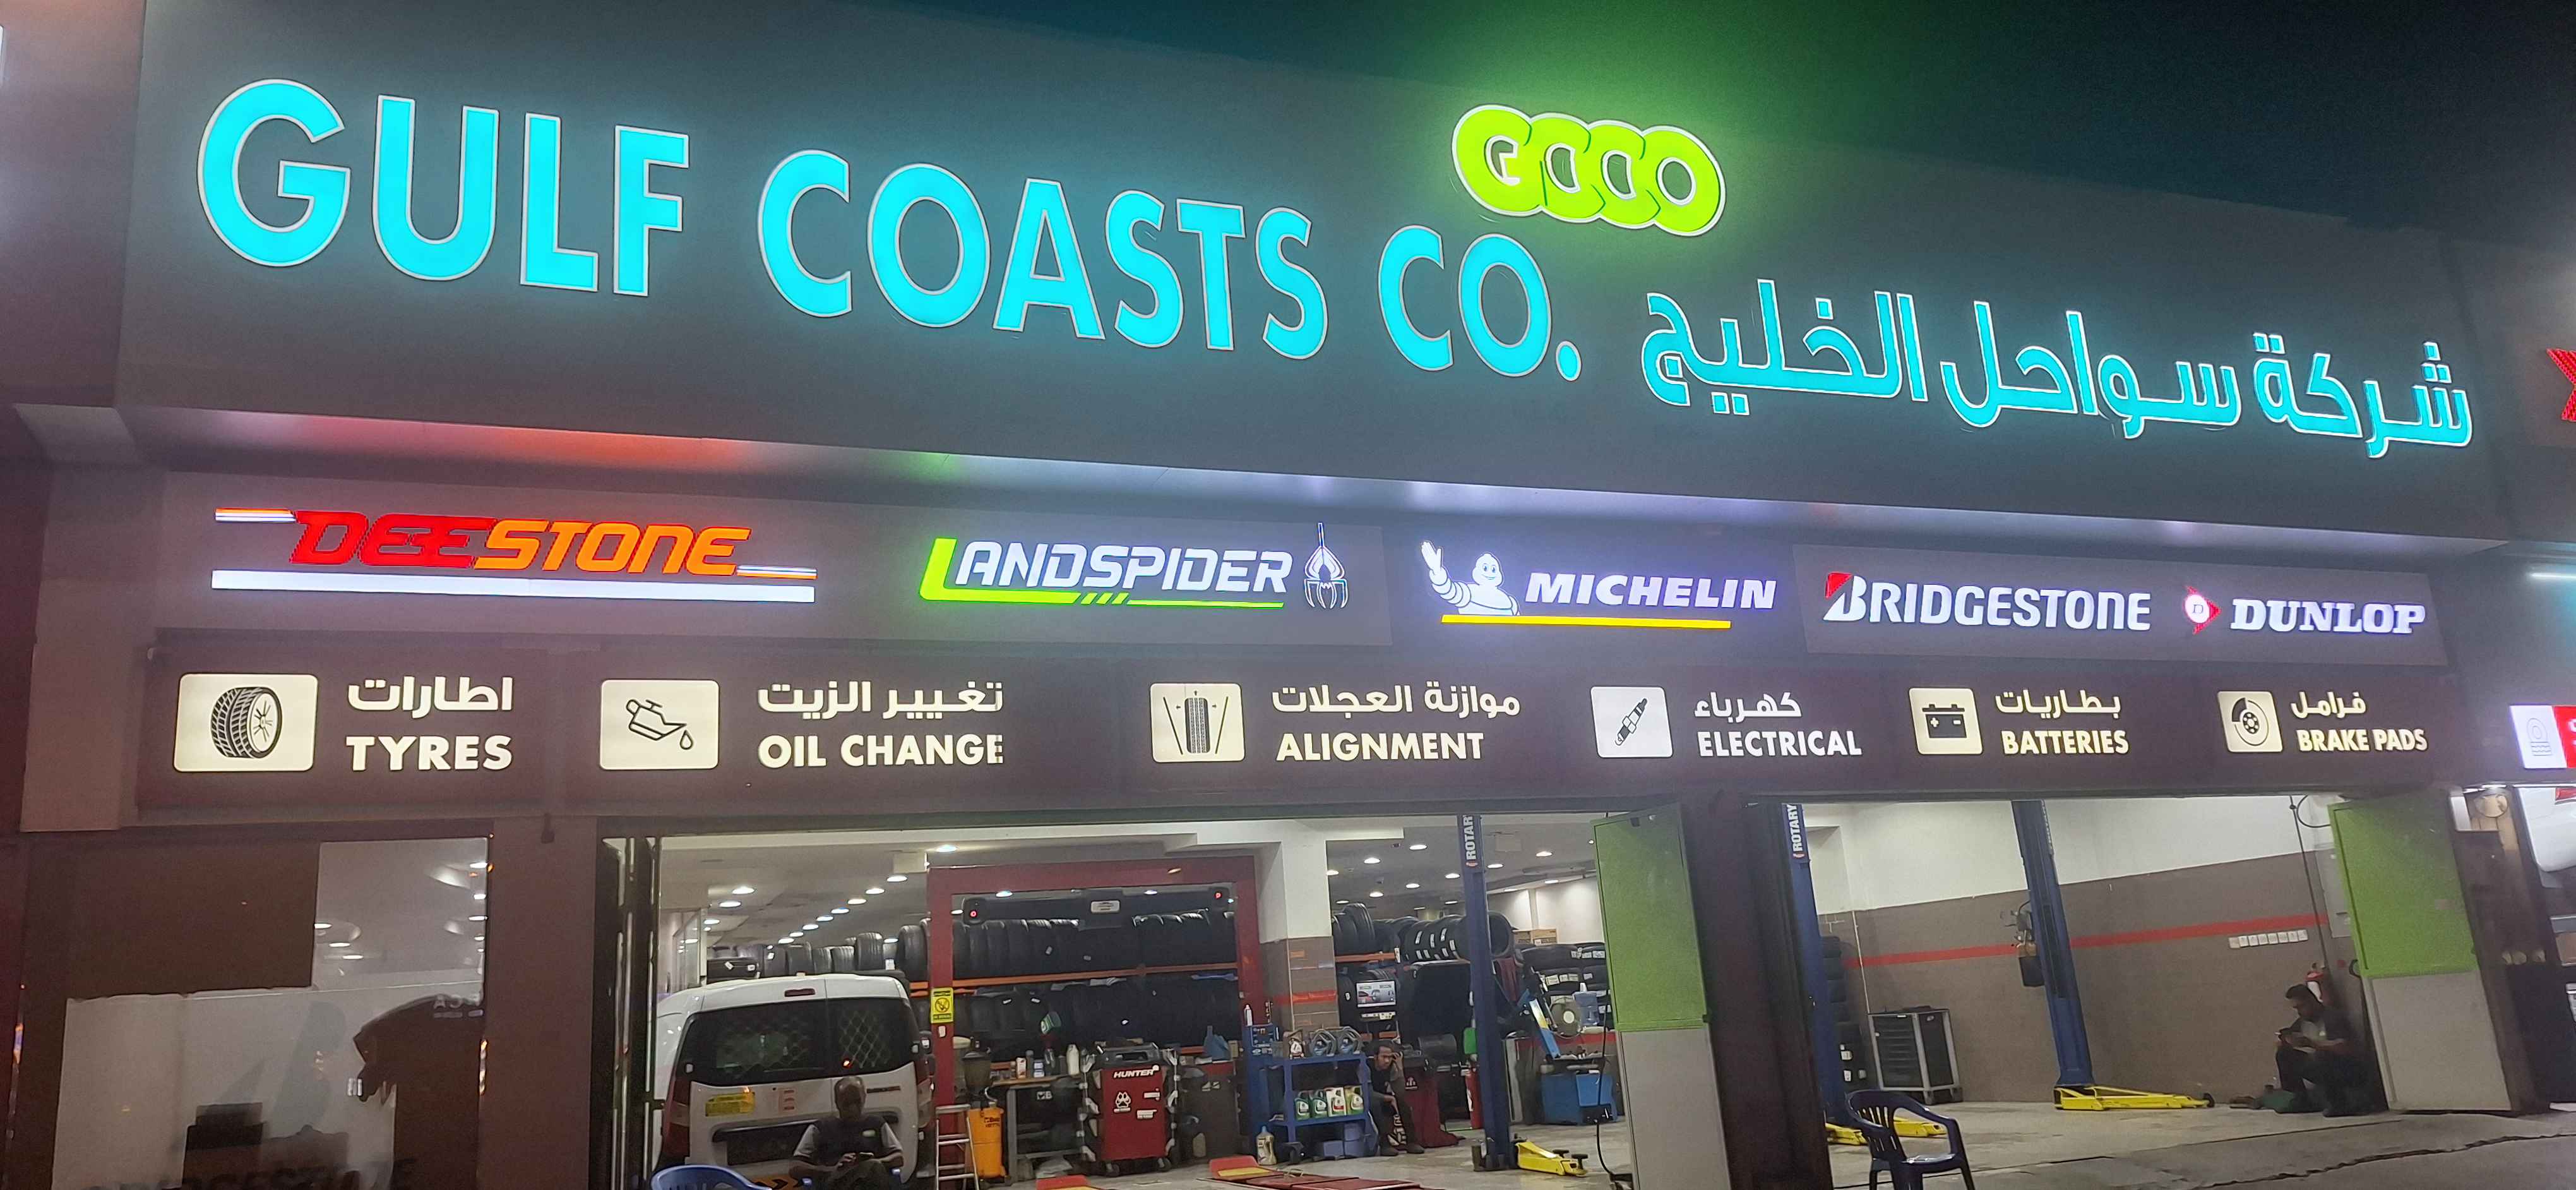 GCCO
GULF COASTS CO.
شركة سواحل الخليج
DEESTONE
LANDSPIDER
MICHELIN
BRIDGESTONE
DUNLOP
اطارات
TYRES
تغيير الزيت
OIL CHANGE
موازنة العجلات
ALIGNMENT
كهرباء
ELECTRICAL
بطاريات
BATTERIES
فرامل
BRAKE PADS
ROTARY
ROTARY
HUNTER